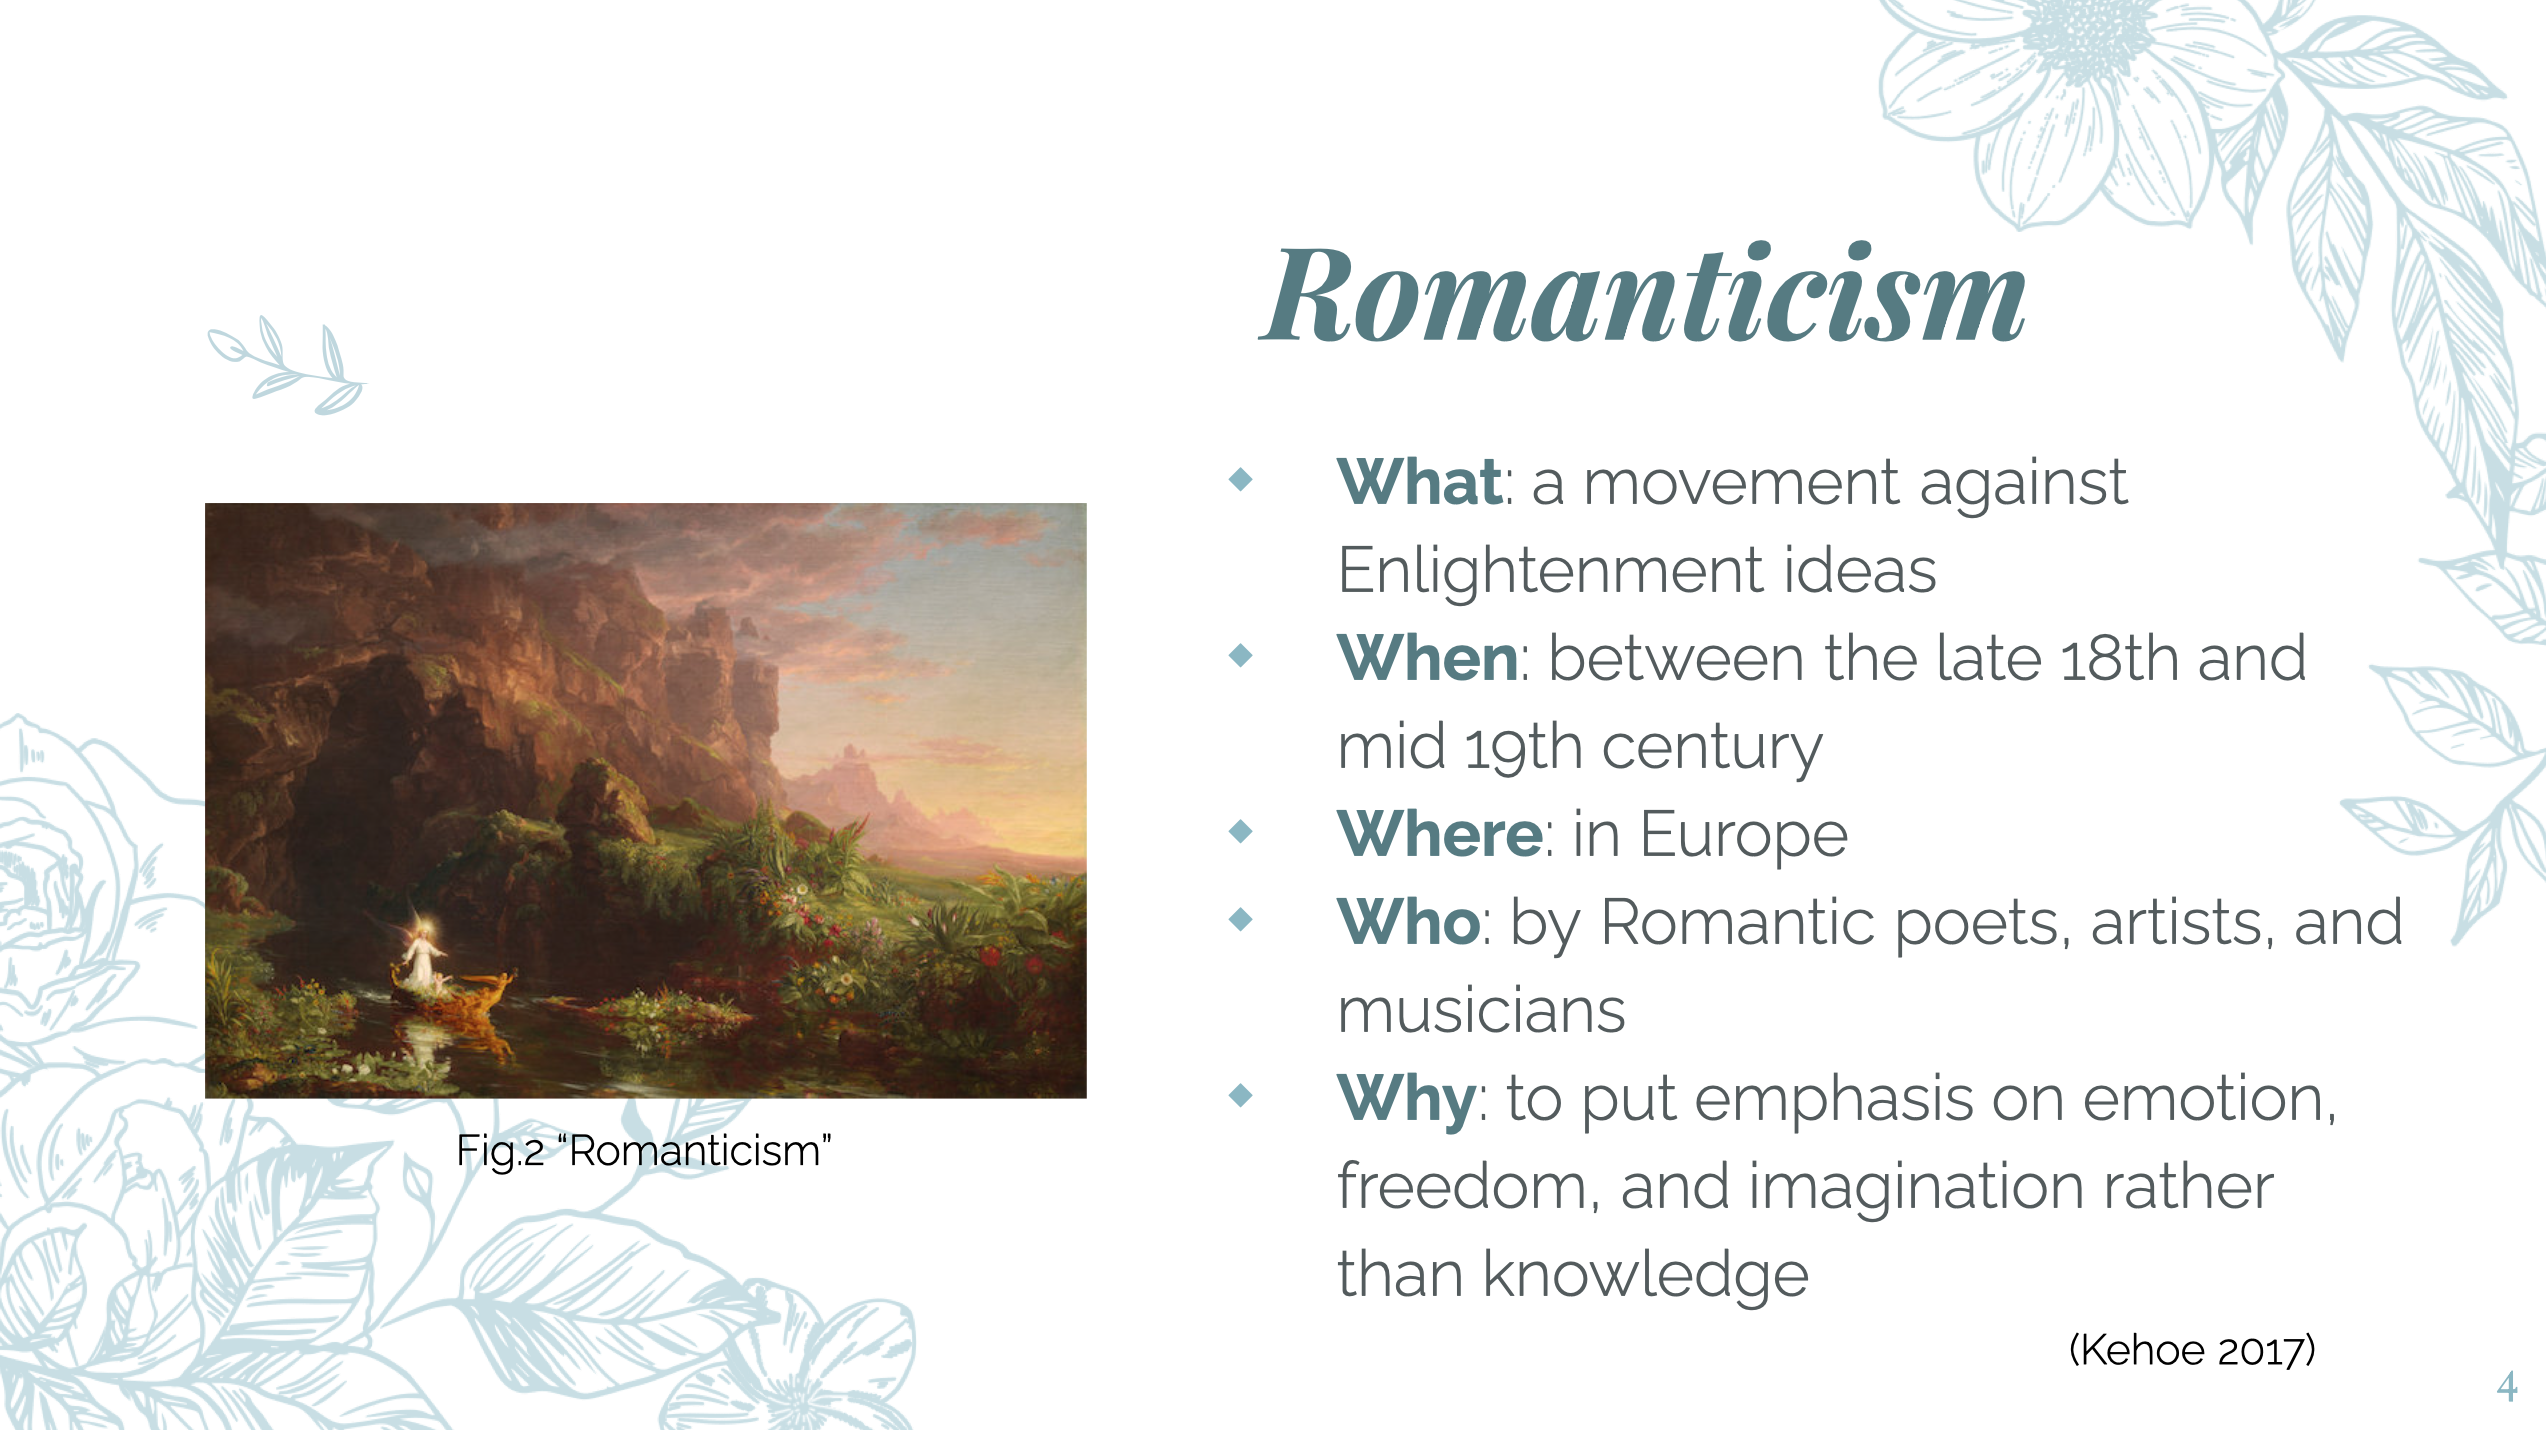 Romanticism
What: a movement against
Enlightenment ideas
When: between the late 18th and
mid 19th century
Where: in Europe
Who: by Romantic poets, artists, and
musicians
Why: to put emphasis on emotion,
freedom, and imagination rather
than knowledge
(Kehoe 2017)
Fig.2 “Romanticism”
4